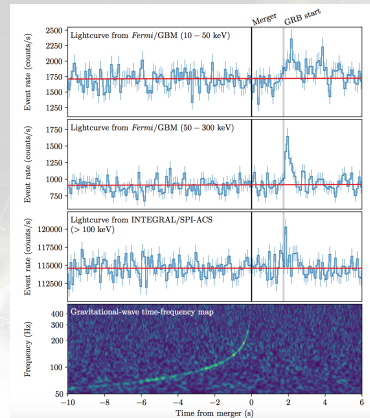 Merger
GRB start
Lightcurve from Fermi/GBM (10 − 50 keV)
2500
2250
2000
1750
1500
1250
Event rate (counts/s)
Lightcurve from Fermi/GBM (50 − 300 keV)
1750
1500
1250
1000
750
Event rate (counts/s)
Lightcurve from INTEGRAL/SPI-ACS
(> 100 keV)
120000
117500
115000
112500
Event rate (counts/s)
Gravitational-wave time-frequency map
400
300
200
100
50
Frequency (Hz)
−10 −8 −6 −4 −2 0 2 4 6
Time from merger (s)